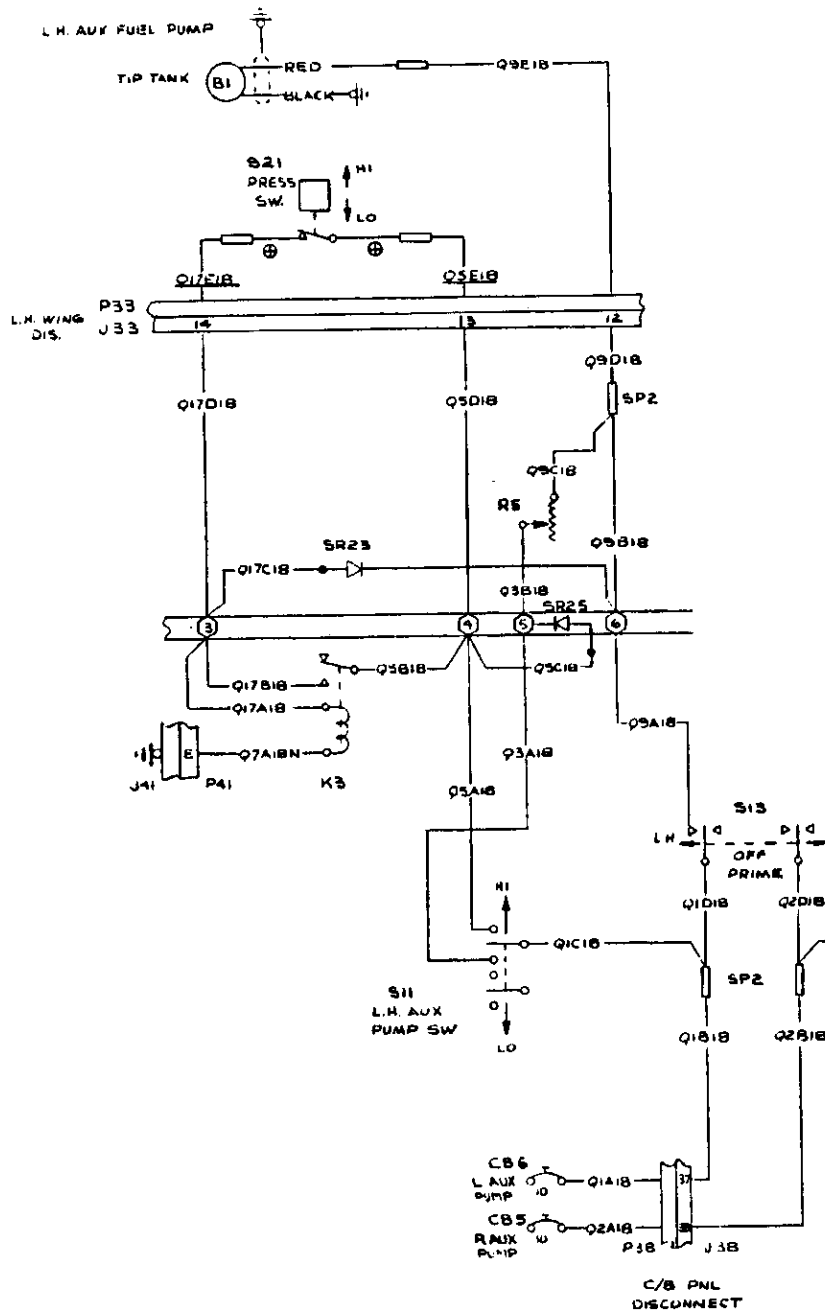 L.H. AUX FUEL PUMP
TIP TANK
B1
RED
Q9E18
BLACK
S21
PRESS
SW.
HI
LO
Q17E18
Q5E18
P33
L.H. WING
DIS.
J33
14
13
12
Q9D18
Q17D18
Q5D18
SP2
Q9C18
R5
SR23
Q9B18
Q17C18
Q3B18
SR25
3
4
5
6
Q5B18
Q5C18
Q17B18
Q17A18
Q9A18
E
Q7A18N
Q3A18
J41
P41
K3
Q5A18
S13
LH
OFF
PRIME
HI
Q1D18
Q2D18
Q1C18
SP2
S11
L.H. AUX
PUMP SW
LO
Q1B18
Q2B18
CB6
L AUX
PUMP
10
Q1A18
37
CB5
R AUX
PUMP
10
Q2A18
P38
J38
C/B PNL
DISCONNECT